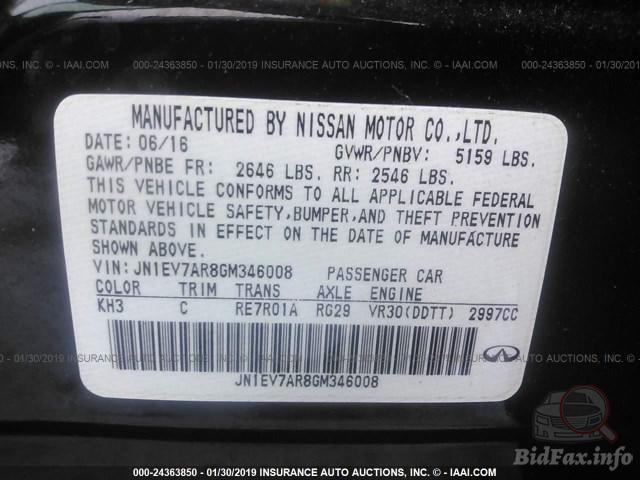 000-24363850 - 01/30/2019 INSURANCE AUTO AUCTIONS, INC. - IAAI.COM
MANUFACTURED BY NISSAN MOTOR CO.,LTD.
DATE: 06/16 GVWR/PNBV: 5159 LBS.
GAWR/PNBE FR: 2646 LBS. RR: 2546 LBS.
THIS VEHICLE CONFORMS TO ALL APPLICABLE FEDERAL
MOTOR VEHICLE SAFETY,BUMPER,AND THEFT PREVENTION
STANDARDS IN EFFECT ON THE DATE OF MANUFACTURE
SHOWN ABOVE.
VIN: JN1EV7AR8GM346008 PASSENGER CAR
COLOR TRIM TRANS AXLE ENGINE
KH3 C RE7R01A RG29 VR30(DDTT) 2997CC
JN1EV7AR8GM346008
INFINITI
BidFax.info
000-24363850 - 01/30/2019 INSURANCE AUTO AUCTIONS, INC. - IAAI.COM